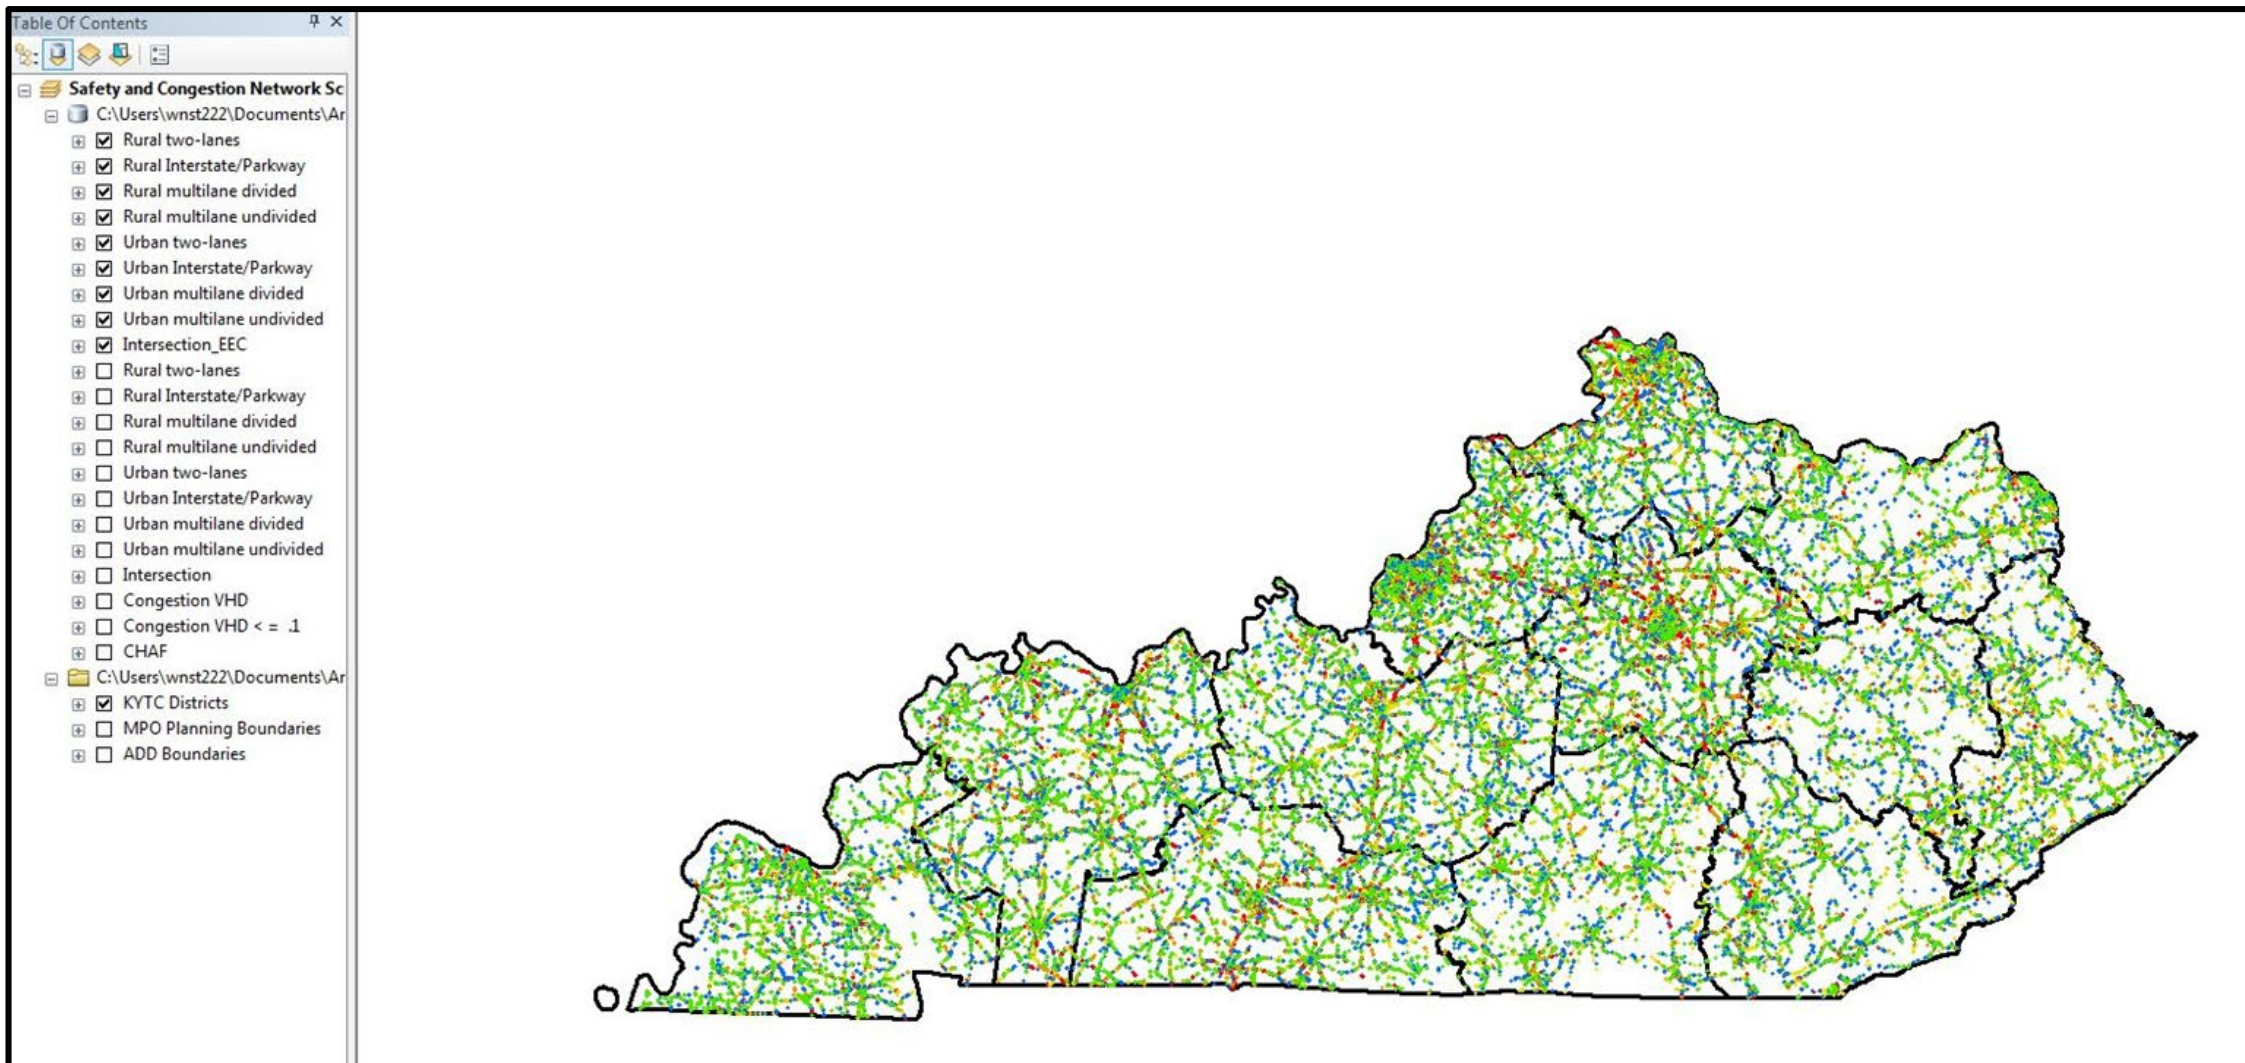 Table Of Contents
Safety and Congestion Network Sc
C:\Users\wnst222\Documents\Ar
Rural two-lanes
Rural Interstate/Parkway
Rural multilane divided
Rural multilane undivided
Urban two-lanes
Urban Interstate/Parkway
Urban multilane divided
Urban multilane undivided
Intersection_EEC
Rural two-lanes
Rural Interstate/Parkway
Rural multilane divided
Rural multilane undivided
Urban two-lanes
Urban Interstate/Parkway
Urban multilane divided
Urban multilane undivided
Intersection
Congestion VHD
Congestion VHD < = .1
CHAF
C:\Users\wnst222\Documents\Ar
KYTC Districts
MPO Planning Boundaries
ADD Boundaries